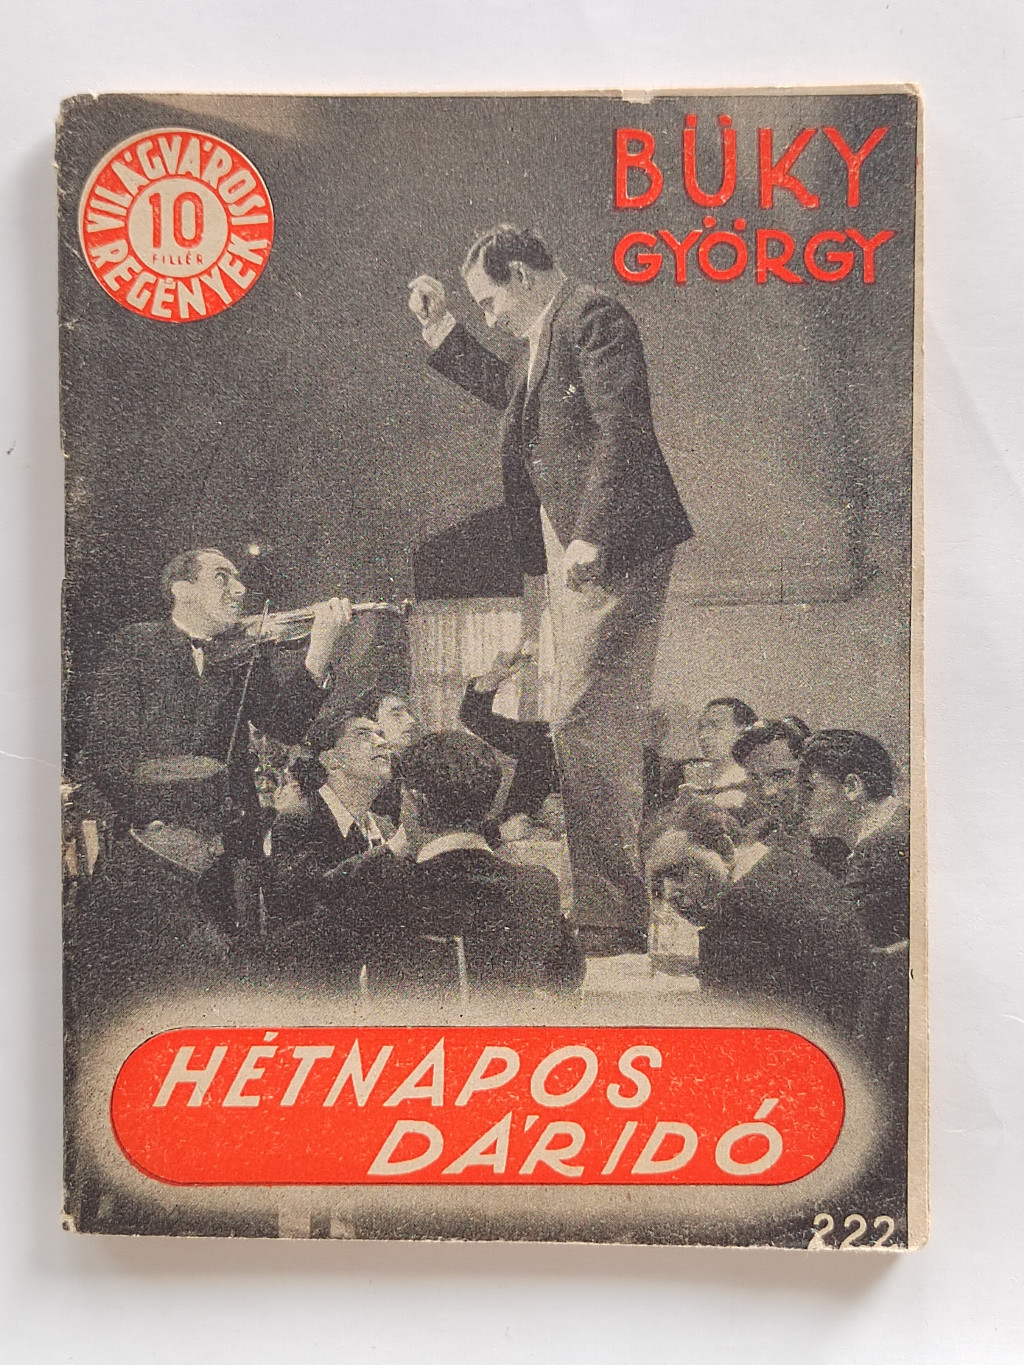 VILÁGVÁROSI
REGÉNYEK
10
FILLÉR
BÜKY
GYÖRGY
HÉTNAPOS
DÁRIDÓ
222